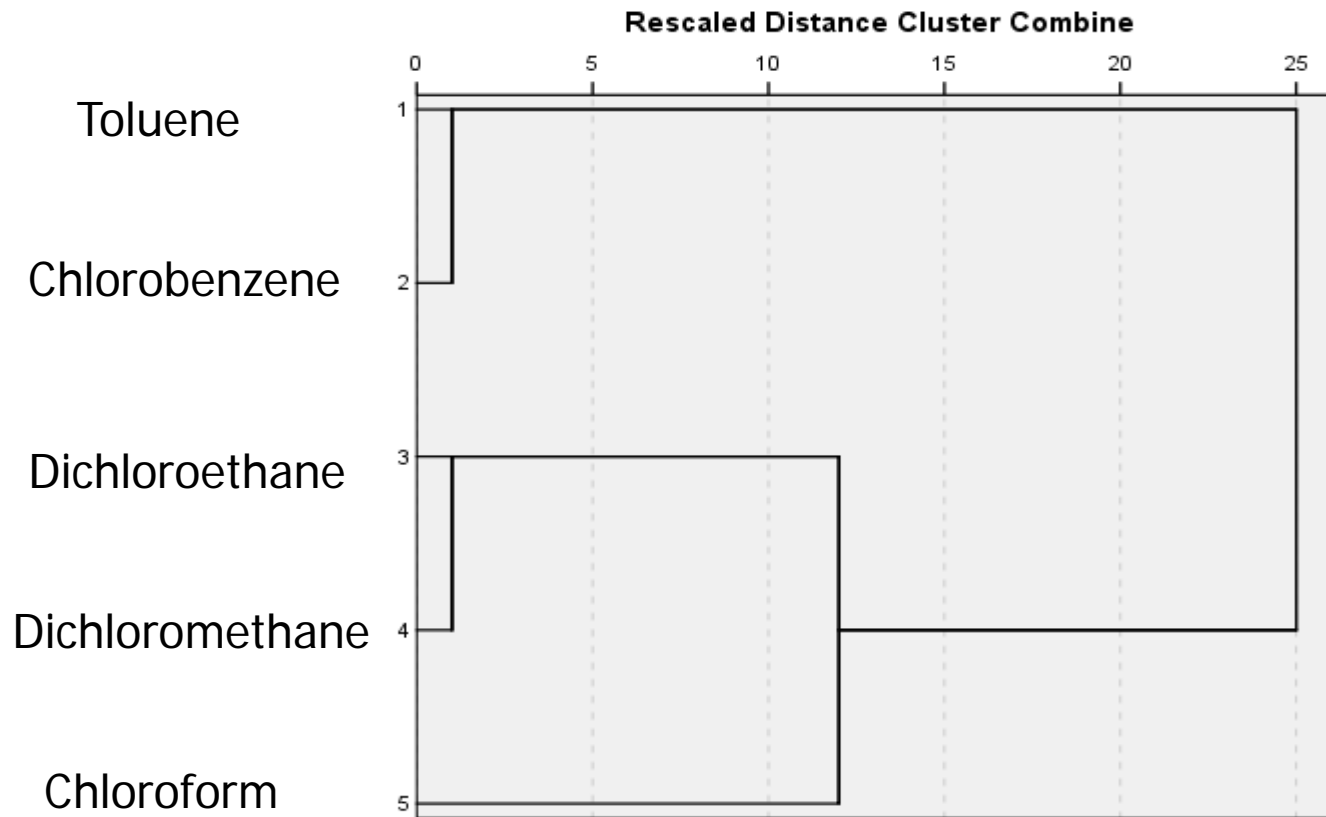 Rescaled Distance Cluster Combine
0 5 10 15 20 25
Toluene 1
Chlorobenzene 2
Dichloroethane 3
Dichloromethane 4
Chloroform 5